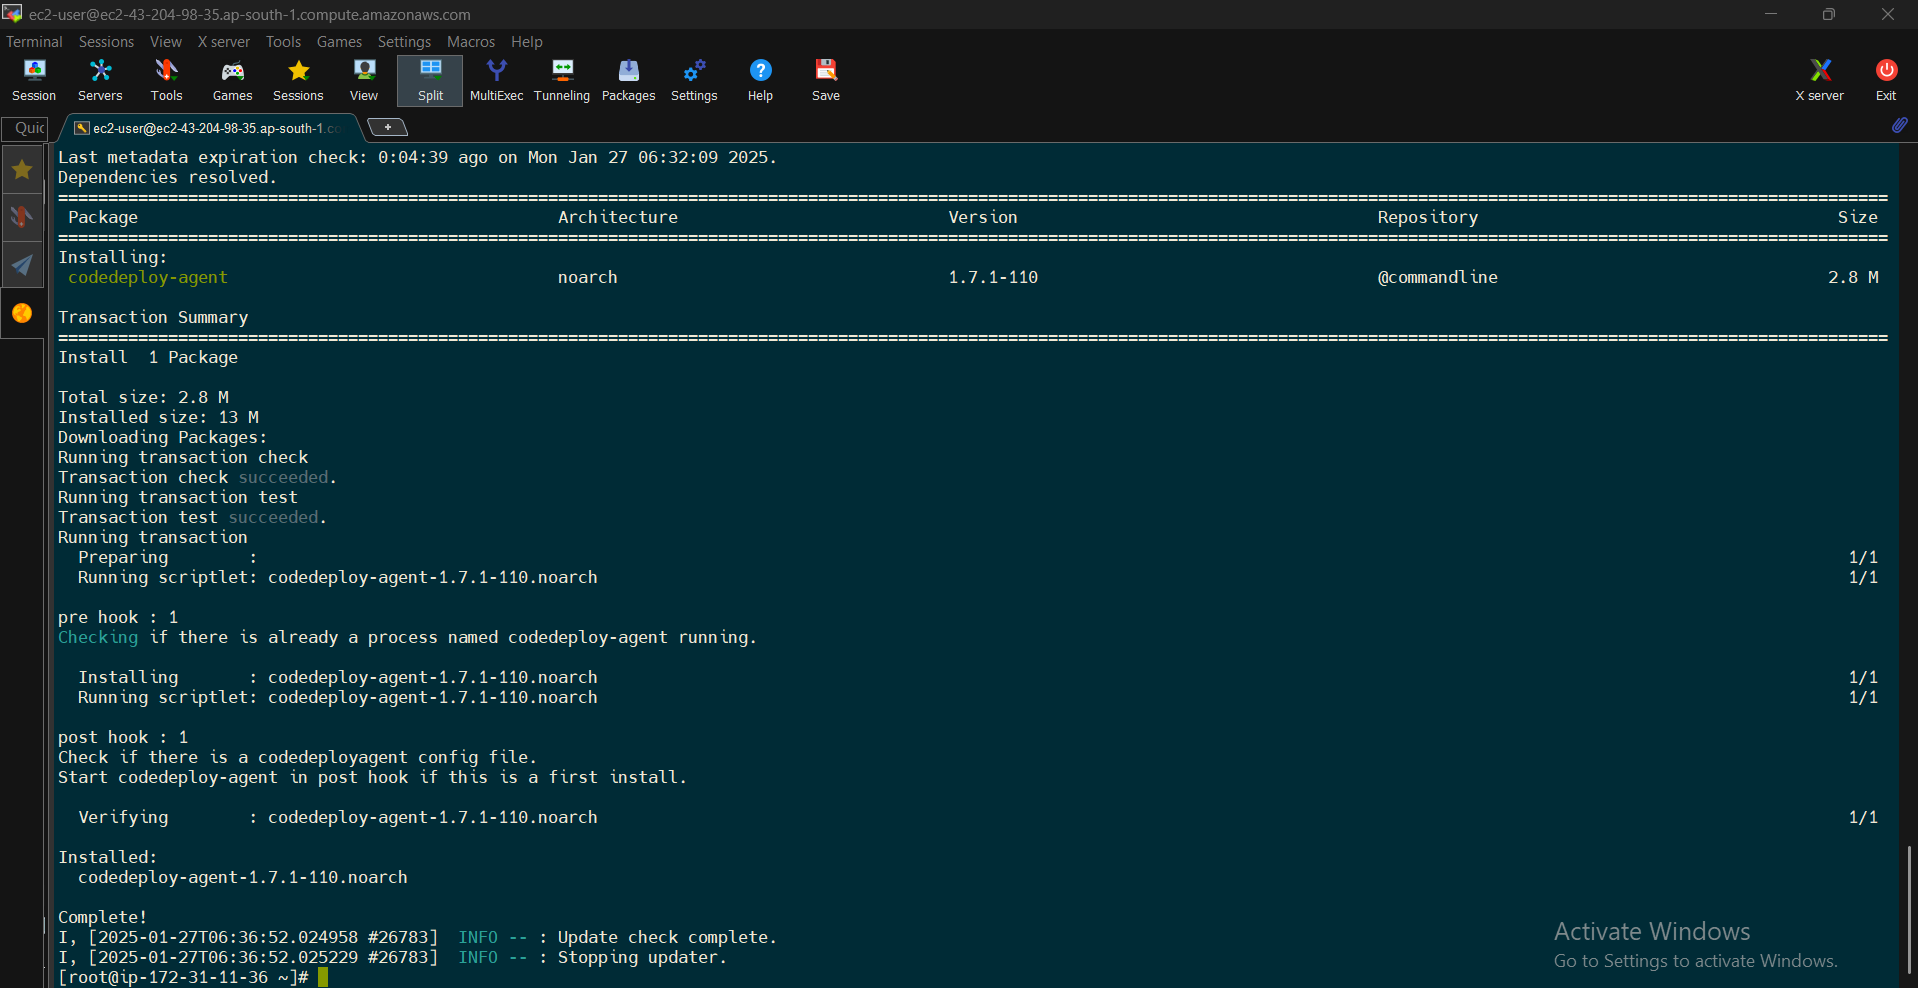 ec2-user@ec2-43-204-98-35.ap-south-1.compute.amazonaws.com
Terminal Sessions View X server Tools Games Settings Macros Help
Session Servers Tools Games Sessions View Split MultiExec Tunneling Packages Settings Help Save X server Exit
Quic ec2-user@ec2-43-204-98-35.ap-south-1.co +
Last metadata expiration check: 0:04:39 ago on Mon Jan 27 06:32:09 2025.
Dependencies resolved.
Package Architecture Version Repository Size
Installing:
codedeploy-agent noarch 1.7.1-110 @commandline 2.8 M
Transaction Summary
Install 1 Package
Total size: 2.8 M
Installed size: 13 M
Downloading Packages:
Running transaction check
Transaction check succeeded.
Running transaction test
Transaction test succeeded.
Running transaction
Preparing : 1/1
Running scriptlet: codedeploy-agent-1.7.1-110.noarch 1/1
pre hook : 1
Checking if there is already a process named codedeploy-agent running.
Installing : codedeploy-agent-1.7.1-110.noarch 1/1
Running scriptlet: codedeploy-agent-1.7.1-110.noarch 1/1
post hook : 1
Check if there is a codedeployagent config file.
Start codedeploy-agent in post hook if this is a first install.
Verifying : codedeploy-agent-1.7.1-110.noarch 1/1
Installed:
codedeploy-agent-1.7.1-110.noarch
Complete!
I, [2025-01-27T06:36:52.024958 #26783] INFO -- : Update check complete.
I, [2025-01-27T06:36:52.025229 #26783] INFO -- : Stopping updater.
[root@ip-172-31-11-36 ~]#
Activate Windows
Go to Settings to activate Windows.